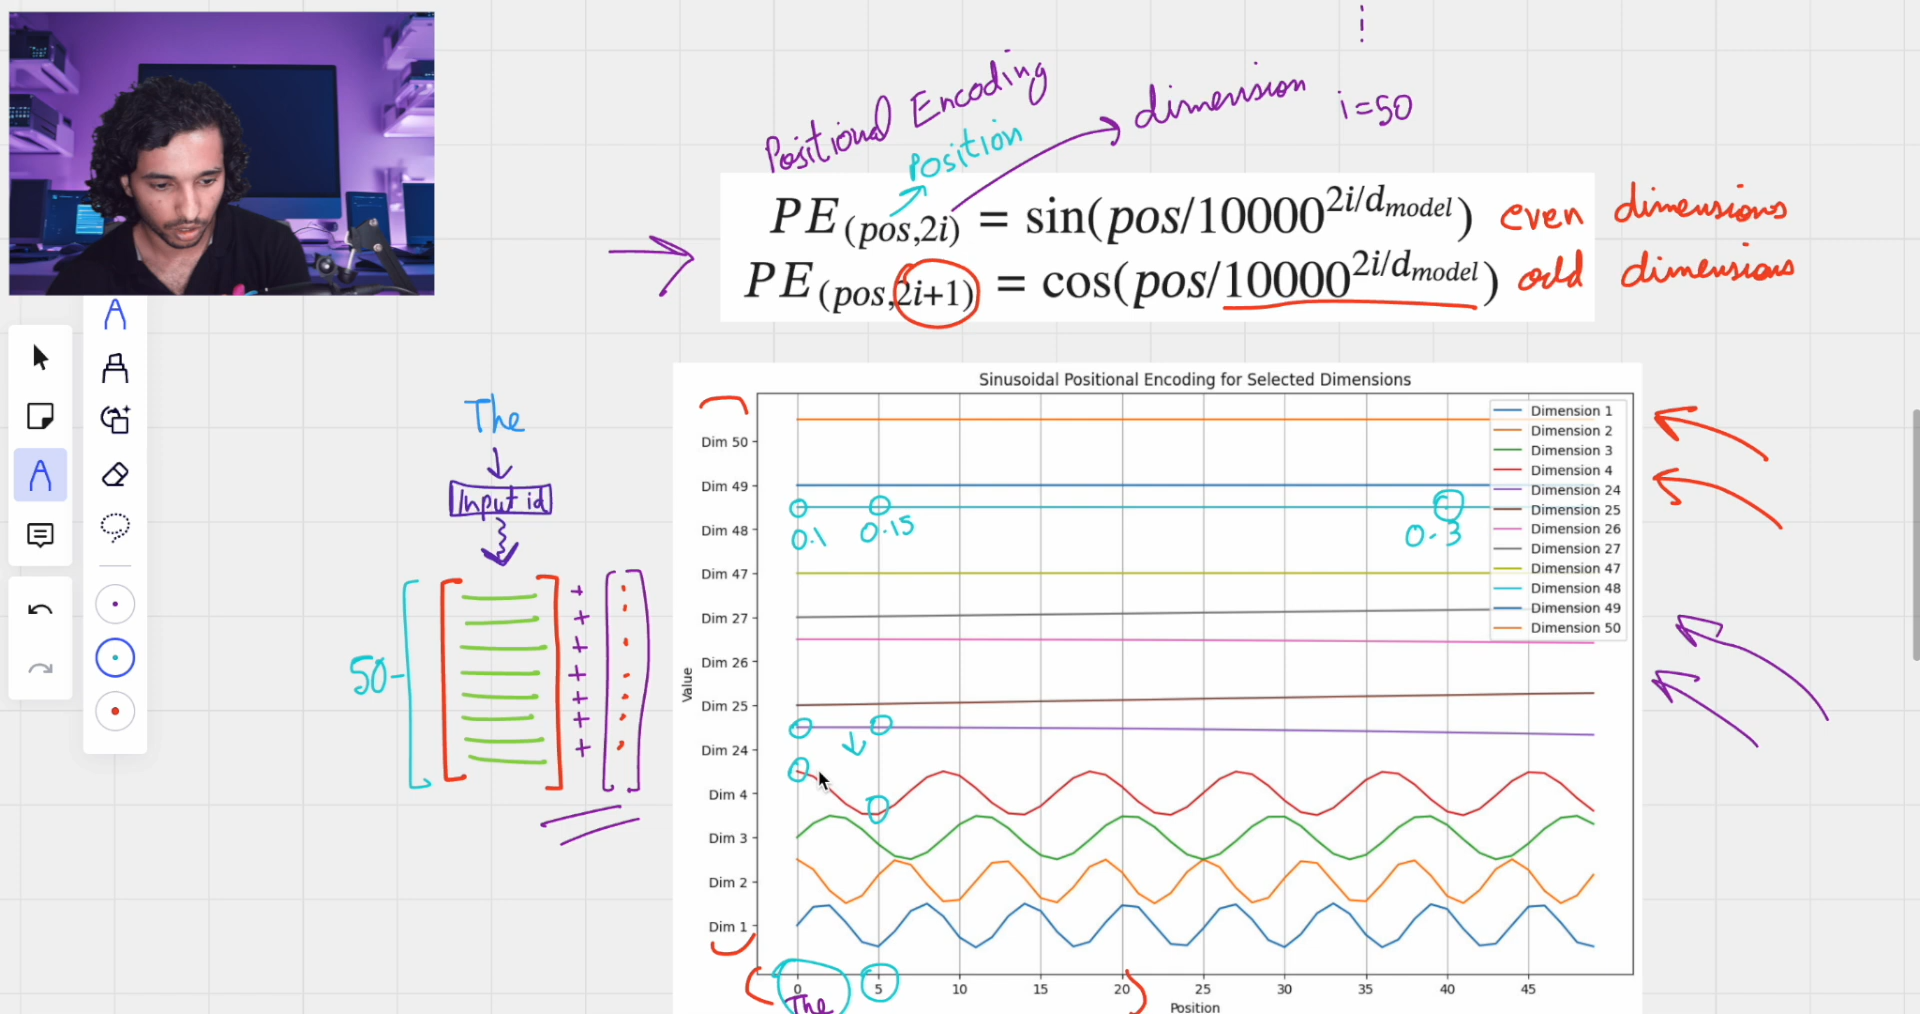 Positional Encoding
Position
dimension
i=50
PE(pos,2i) = sin(pos/10000^2i/dmodel)
even dimensions
PE(pos,2i+1) = cos(pos/10000^2i/dmodel)
odd dimensions
The
Input id
50
+
+
+
+
+
+
+
Sinusoidal Positional Encoding for Selected Dimensions
Dim 50
Dim 49
Dim 48
Dim 47
Dim 27
Dim 26
Dim 25
Dim 24
Dim 4
Dim 3
Dim 2
Dim 1
Value
0.1
0.15
0.3
Dimension 1
Dimension 2
Dimension 3
Dimension 4
Dimension 24
Dimension 25
Dimension 26
Dimension 27
Dimension 47
Dimension 48
Dimension 49
Dimension 50
0 5 10 15 20 25 30 35 40 45
The
Position